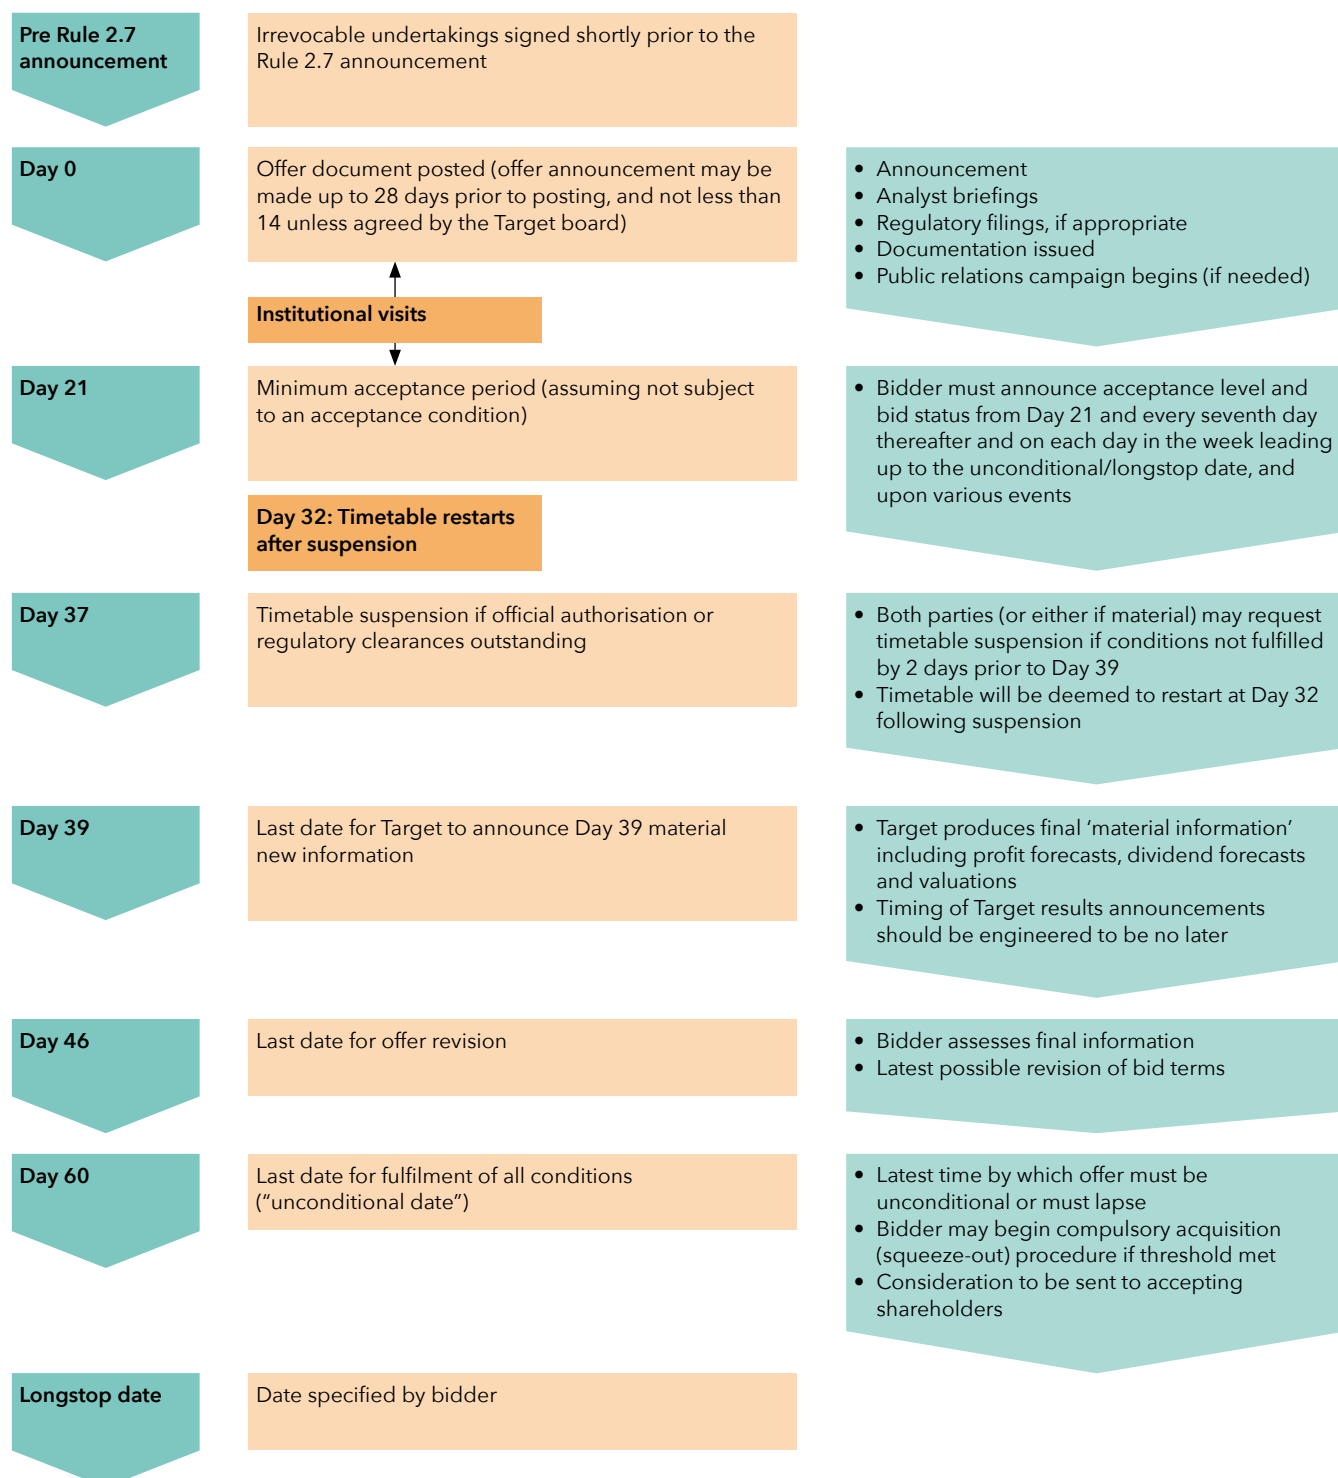 Pre Rule 2.7
announcement
Irrevocable undertakings signed shortly prior to the
Rule 2.7 announcement
Day 0
Offer document posted (offer announcement may be
made up to 28 days prior to posting, and not less than
14 unless agreed by the Target board)
• Announcement
• Analyst briefings
• Regulatory filings, if appropriate
• Documentation issued
• Public relations campaign begins (if needed)
Institutional visits
Day 21
Minimum acceptance period (assuming not subject
to an acceptance condition)
• Bidder must announce acceptance level and
bid status from Day 21 and every seventh day
thereafter and on each day in the week leading
up to the unconditional/longstop date, and
upon various events
Day 32: Timetable restarts
after suspension
Day 37
Timetable suspension if official authorisation or
regulatory clearances outstanding
• Both parties (or either if material) may request
timetable suspension if conditions not fulfilled
by 2 days prior to Day 39
• Timetable will be deemed to restart at Day 32
following suspension
Day 39
Last date for Target to announce Day 39 material
new information
• Target produces final ‘material information’
including profit forecasts, dividend forecasts
and valuations
• Timing of Target results announcements
should be engineered to be no later
Day 46
Last date for offer revision
• Bidder assesses final information
• Latest possible revision of bid terms
Day 60
Last date for fulfilment of all conditions
(“unconditional date”)
• Latest time by which offer must be
unconditional or must lapse
• Bidder may begin compulsory acquisition
(squeeze-out) procedure if threshold met
• Consideration to be sent to accepting
shareholders
Longstop date
Date specified by bidder